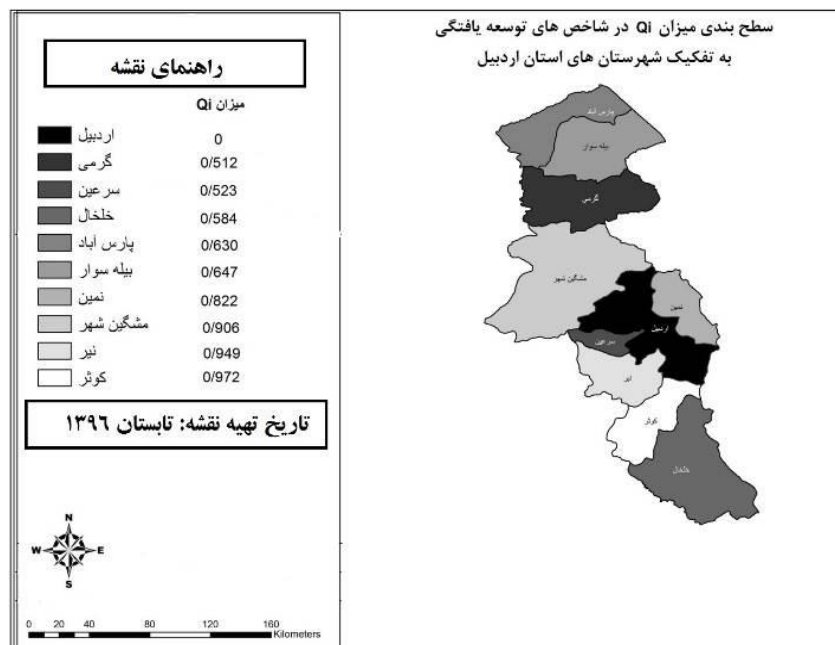 سطح بندی میزان Qi در شاخص های توسعه یافتگی
به تفکیک شهرستان های استان اردبیل
راهنمای نقشه
میزان Qi
اردبیل 0
گرمی 0/512
سرعین 0/523
خلخال 0/584
پارس آباد 0/630
بیله سوار 0/647
نمین 0/822
مشگین شهر 0/906
نیر 0/949
کوثر 0/972
تاریخ تهیه نقشه: تابستان ١٣٩٦
N
W E
S
0 20 40 80 120 160
Kilometers
پارس آباد
بیله سوار
گرمی
مشگین شهر
نمین
اردبیل
سرعین
نیر
کوثر
خلخال